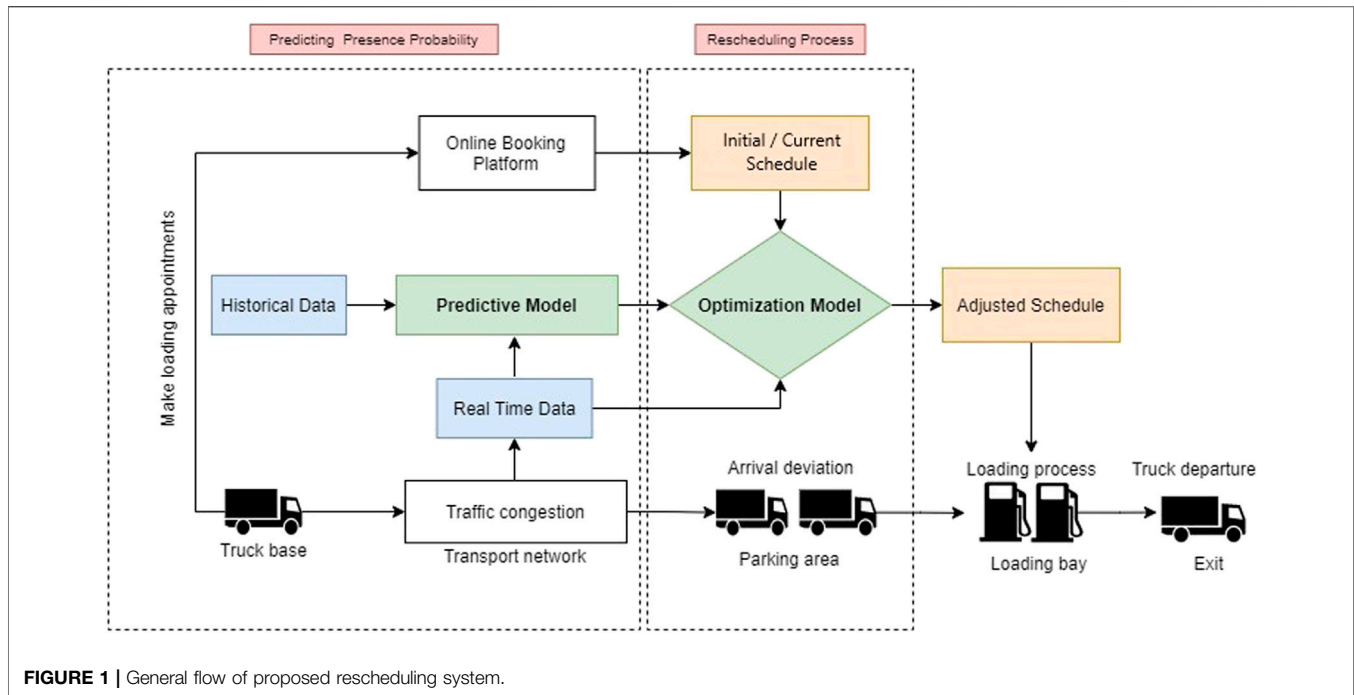 Predicting Presence Probability
Rescheduling Process
Online Booking
Platform
Initial / Current
Schedule
Make loading appointments
Historical Data
Predictive Model
Optimization Model
Adjusted Schedule
Real Time Data
Arrival deviation
Loading process
Truck departure
Traffic congestion
Truck base
Transport network
Parking area
Loading bay
Exit
FIGURE 1 | General flow of proposed rescheduling system.